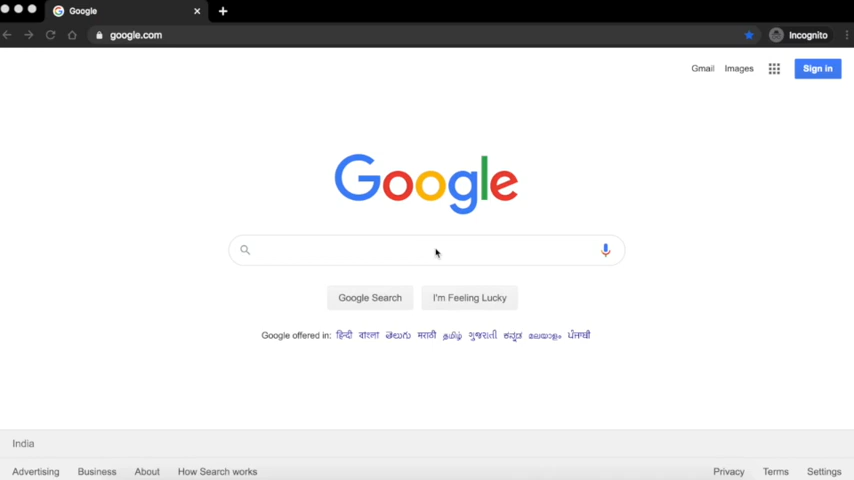 Google
google.com
Incognito
Gmail Images Sign in
Google
Google Search I'm Feeling Lucky
Google offered in: हिन्दी বাংলা తెలుగు मराठी தமிழ் ગુજરાતી ಕನ್ನಡ മലയാളം ਪੰਜਾਬੀ
India
Advertising Business About How Search works Privacy Terms Settings